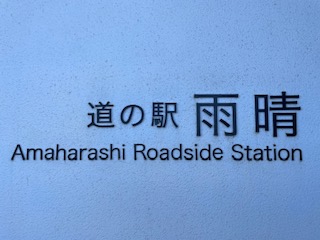 道の駅 雨晴
Amaharashi Roadside Station